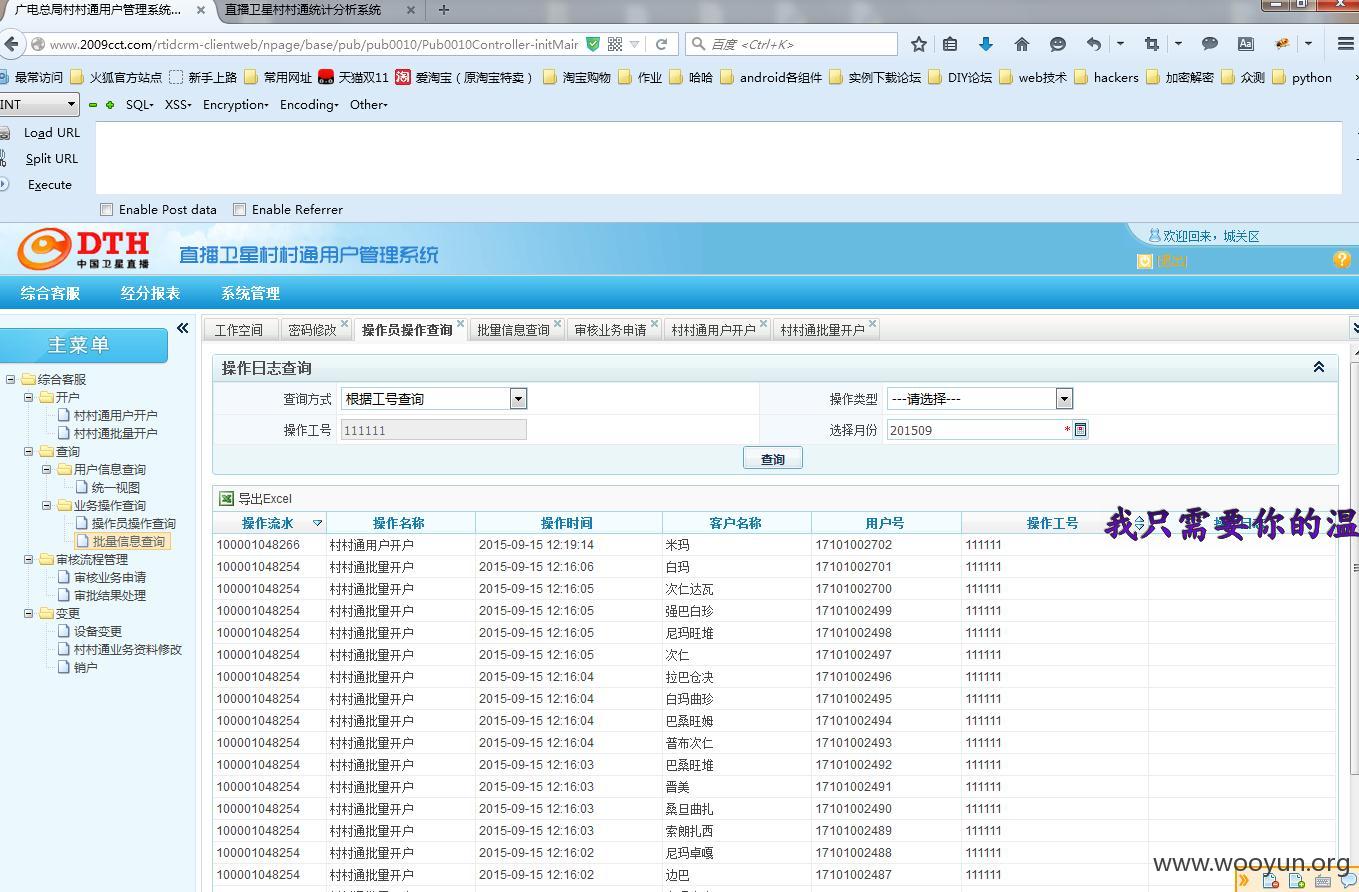 广电总局村村通用户管理系统... × 直播卫星村村通统计分析系统 × +
www.2009cct.com/rtidcrm-clientweb/npage/base/pub/pub0010/Pub0010Controller-initMair 百度 <Ctrl+K>
最常访问 火狐官方站点 新手上路 常用网址 天猫双11 淘 爱淘宝（原淘宝特卖） 淘宝购物 作业 哈哈 android各组件 实例下载论坛 DIY论坛 web技术 hackers 加密解密 众测 python
INT SQL- XSS- Encryption- Encoding- Other-
Load URL
Split URL
Execute
Enable Post data Enable Referrer
DTH 中国卫星直播 直播卫星村村通用户管理系统 欢迎回来，城关区
[退出]
综合客服 经分报表 系统管理
主菜单
综合客服
开户
村村通用户开户
村村通批量开户
查询
用户信息查询
统一视图
业务操作查询
操作员操作查询
批量信息查询
审核流程管理
审核业务申请
审批结果处理
变更
设备变更
村村通业务资料修改
销户
工作空间 密码修改 × 操作员操作查询 × 批量信息查询 × 审核业务申请 × 村村通用户开户 × 村村通批量开户 ×
操作日志查询
查询方式 根据工号查询 操作类型 ---请选择---
操作工号 111111 选择月份 201509 *
查询
导出Excel
操作流水 操作名称 操作时间 客户名称 用户号 操作工号
我只需要你的温
100001048266 村村通用户开户 2015-09-15 12:19:14 米玛 17101002702 111111
100001048254 村村通批量开户 2015-09-15 12:16:06 白玛 17101002701 111111
100001048254 村村通批量开户 2015-09-15 12:16:05 次仁达瓦 17101002700 111111
100001048254 村村通批量开户 2015-09-15 12:16:05 强巴白珍 17101002499 111111
100001048254 村村通批量开户 2015-09-15 12:16:05 尼玛旺堆 17101002498 111111
100001048254 村村通批量开户 2015-09-15 12:16:05 次仁 17101002497 111111
100001048254 村村通批量开户 2015-09-15 12:16:04 拉巴仓决 17101002496 111111
100001048254 村村通批量开户 2015-09-15 12:16:04 白玛曲珍 17101002495 111111
100001048254 村村通批量开户 2015-09-15 12:16:04 巴桑旺姆 17101002494 111111
100001048254 村村通批量开户 2015-09-15 12:16:04 普布次仁 17101002493 111111
100001048254 村村通批量开户 2015-09-15 12:16:03 巴桑旺堆 17101002492 111111
100001048254 村村通批量开户 2015-09-15 12:16:03 晋美 17101002491 111111
100001048254 村村通批量开户 2015-09-15 12:16:03 桑旦曲扎 17101002490 111111
100001048254 村村通批量开户 2015-09-15 12:16:03 索朗扎西 17101002489 111111
100001048254 村村通批量开户 2015-09-15 12:16:02 尼玛卓嘎 17101002488 111111
100001048254 村村通批量开户 2015-09-15 12:16:02 边巴 17101002487 111111
www.wooyun.org